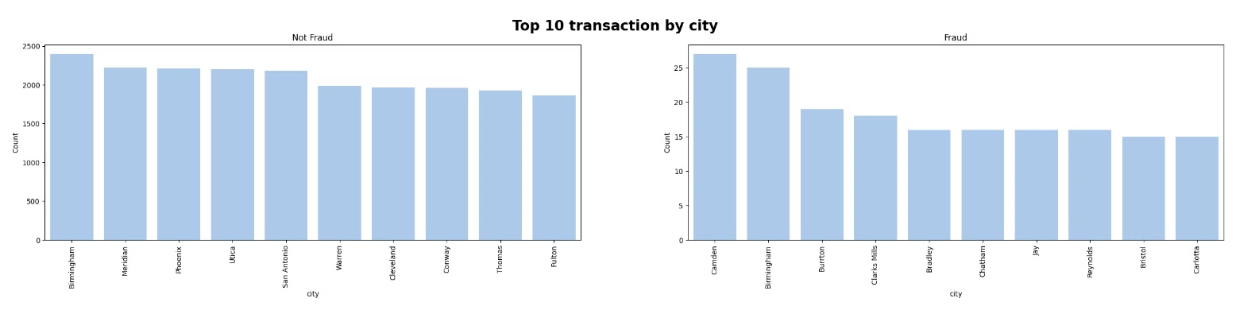 Top 10 transaction by city
Not Fraud
2500
2000
1500
1000
500
0
Count
Birmingham
Meridian
Phoenix
Utica
San Antonio
Warren
Cleveland
Conway
Thomas
Fulton
city
Fraud
25
20
15
10
5
0
Count
Camden
Birmingham
Burrton
Clarks Mills
Bradley
Chatham
Jay
Reynolds
Bristol
Carlotta
city